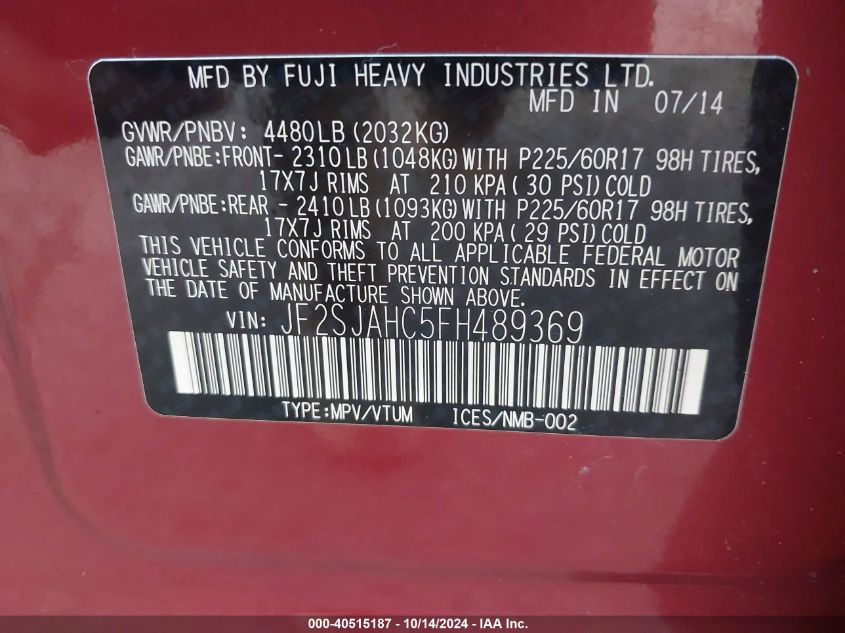 MFD BY FUJI HEAVY INDUSTRIES LTD.
MFD IN 07/14
GVWR/PNBV: 4480LB (2032KG)
GAWR/PNBE:FRONT- 2310LB (1048KG) WITH P225/60R17 98H TIRES,
17X7J RIMS AT 210 KPA ( 30 PSI) COLD
GAWR/PNBE:REAR - 2410LB (1093KG) WITH P225/60R17 98H TIRES,
17X7J RIMS AT 200 KPA ( 29 PSI) COLD
THIS VEHICLE CONFORMS TO ALL APPLICABLE FEDERAL MOTOR
VEHICLE SAFETY AND THEFT PREVENTION STANDARDS IN EFFECT ON
THE DATE OF MANUFACTURE SHOWN ABOVE.
VIN: JF2SJAHC5FH489369
TYPE:MPV/VTUM ICES/NMB-002
000-40515187 - 10/14/2024 - IAA Inc.